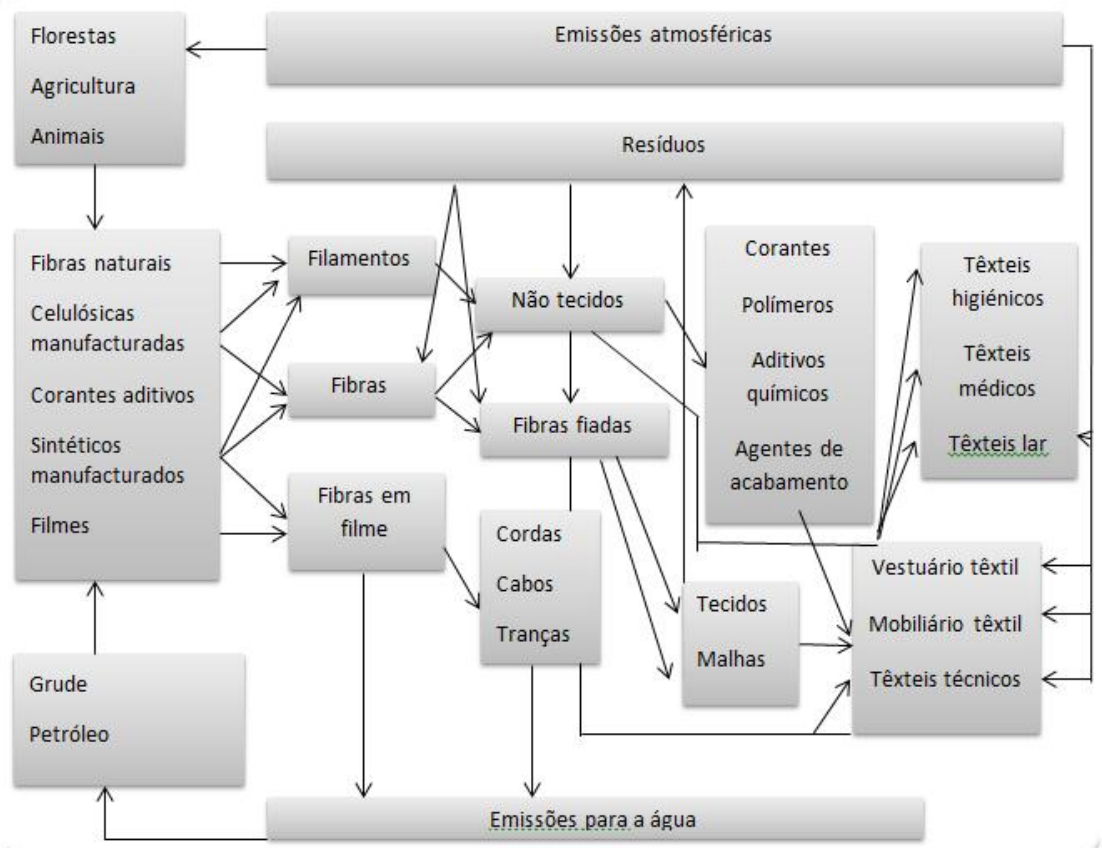 Emissões atmosféricas
Florestas
Agricultura
Animais
Resíduos
Fibras naturais
Celulósicas
manufacturadas
Corantes aditivos
Sintéticos
manufacturados
Filmes
Filamentos
Fibras
Fibras em
filme
Não tecidos
Fibras fiadas
Cordas
Cabos
Tranças
Corantes
Polímeros
Aditivos
químicos
Agentes de
acabamento
Têxteis
higiénicos
Têxteis
médicos
Têxteis lar
Tecidos
Malhas
Vestuário têxtil
Mobiliário têxtil
Têxteis técnicos
Grude
Petróleo
Emissões para a água